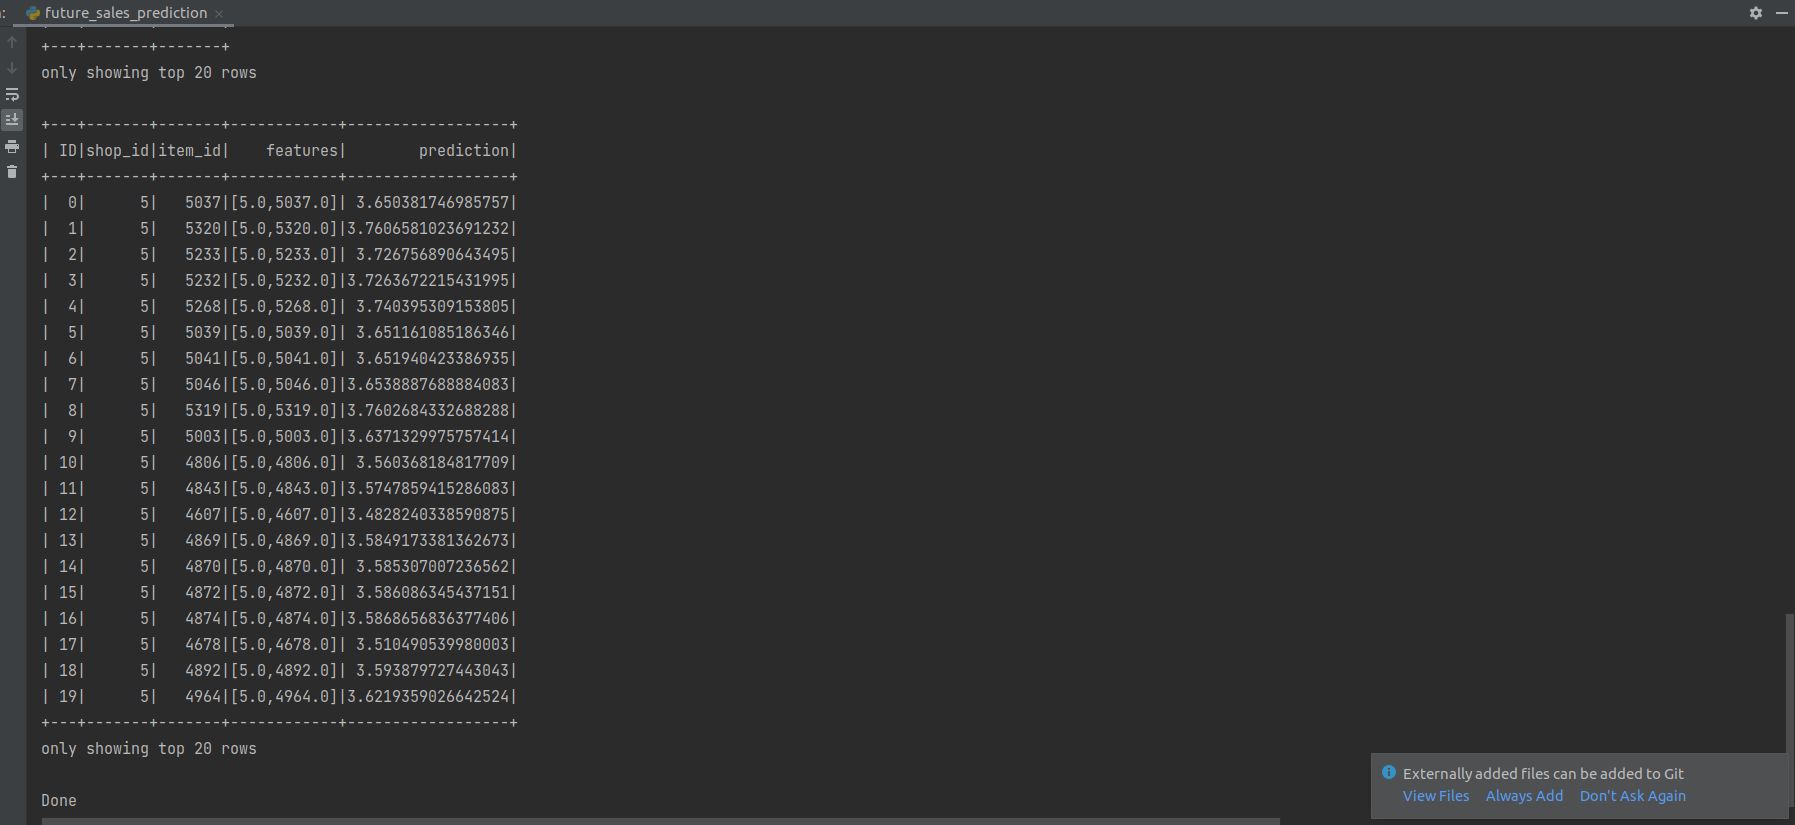 future_sales_prediction
+---+-------+-------+
only showing top 20 rows
+---+-------+-------+------------+------------------+
| ID|shop_id|item_id|    features|        prediction|
+---+-------+-------+------------+------------------+
|  0|      5|   5037|[5.0,5037.0]| 3.650381746985757|
|  1|      5|   5320|[5.0,5320.0]|3.7606581023691232|
|  2|      5|   5233|[5.0,5233.0]| 3.726756890643495|
|  3|      5|   5232|[5.0,5232.0]|3.7263672215431995|
|  4|      5|   5268|[5.0,5268.0]| 3.740395309153805|
|  5|      5|   5039|[5.0,5039.0]| 3.651161085186346|
|  6|      5|   5041|[5.0,5041.0]| 3.651940423386935|
|  7|      5|   5046|[5.0,5046.0]|3.6538887688884083|
|  8|      5|   5319|[5.0,5319.0]|3.7602684332688288|
|  9|      5|   5003|[5.0,5003.0]|3.6371329975757414|
| 10|      5|   4806|[5.0,4806.0]| 3.560368184817709|
| 11|      5|   4843|[5.0,4843.0]|3.5747859415286083|
| 12|      5|   4607|[5.0,4607.0]|3.4828240338590875|
| 13|      5|   4869|[5.0,4869.0]|3.5849173381362673|
| 14|      5|   4870|[5.0,4870.0]| 3.585307007236562|
| 15|      5|   4872|[5.0,4872.0]| 3.586086345437151|
| 16|      5|   4874|[5.0,4874.0]|3.5868656836377406|
| 17|      5|   4678|[5.0,4678.0]| 3.510490539980003|
| 18|      5|   4892|[5.0,4892.0]| 3.593879727443043|
| 19|      5|   4964|[5.0,4964.0]|3.6219359026642524|
+---+-------+-------+------------+------------------+
only showing top 20 rows
Done
Externally added files can be added to Git
View Files Always Add Don't Ask Again